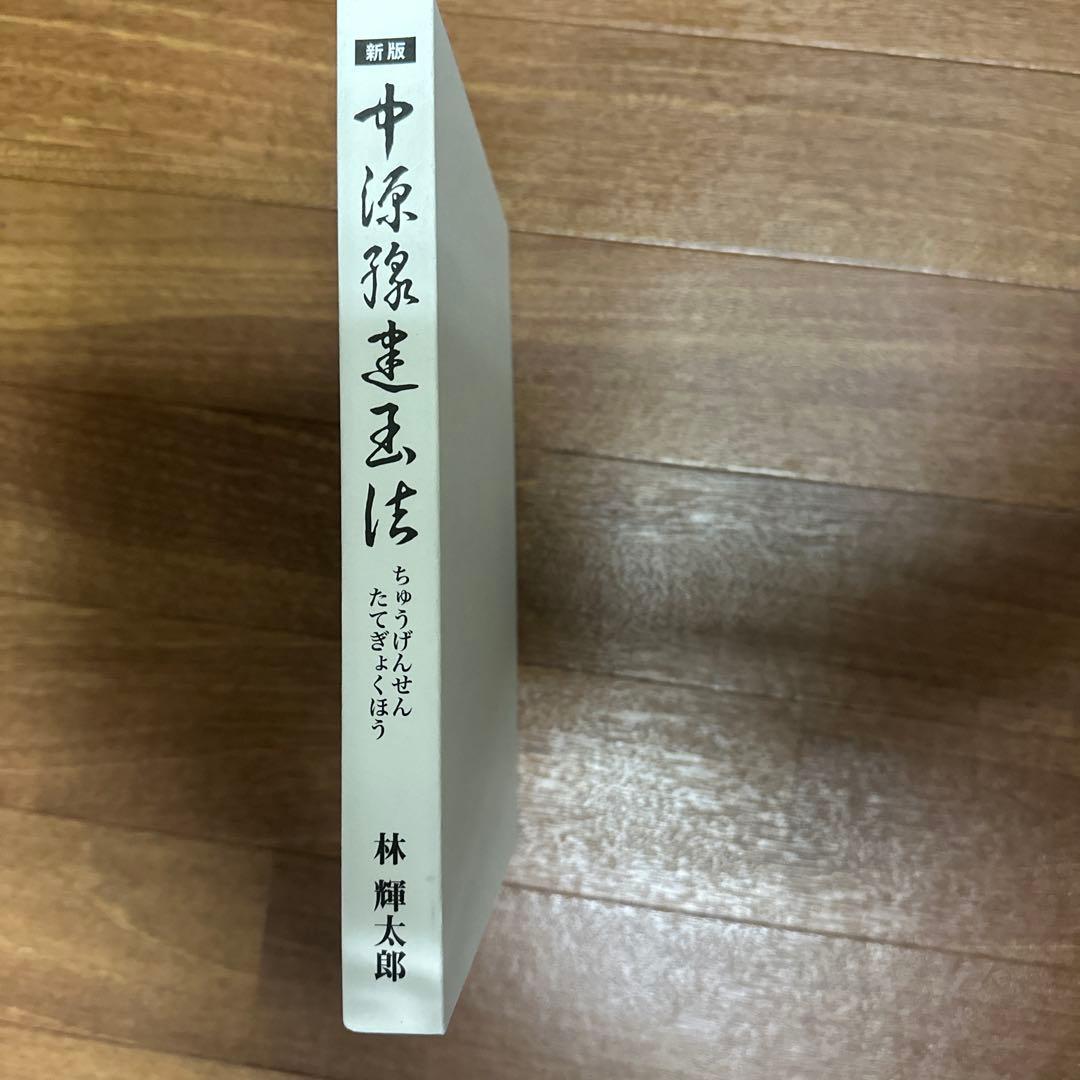 新版
中源線建玉法
ちゅうげんせん
たてぎょくほう
林 輝太郎